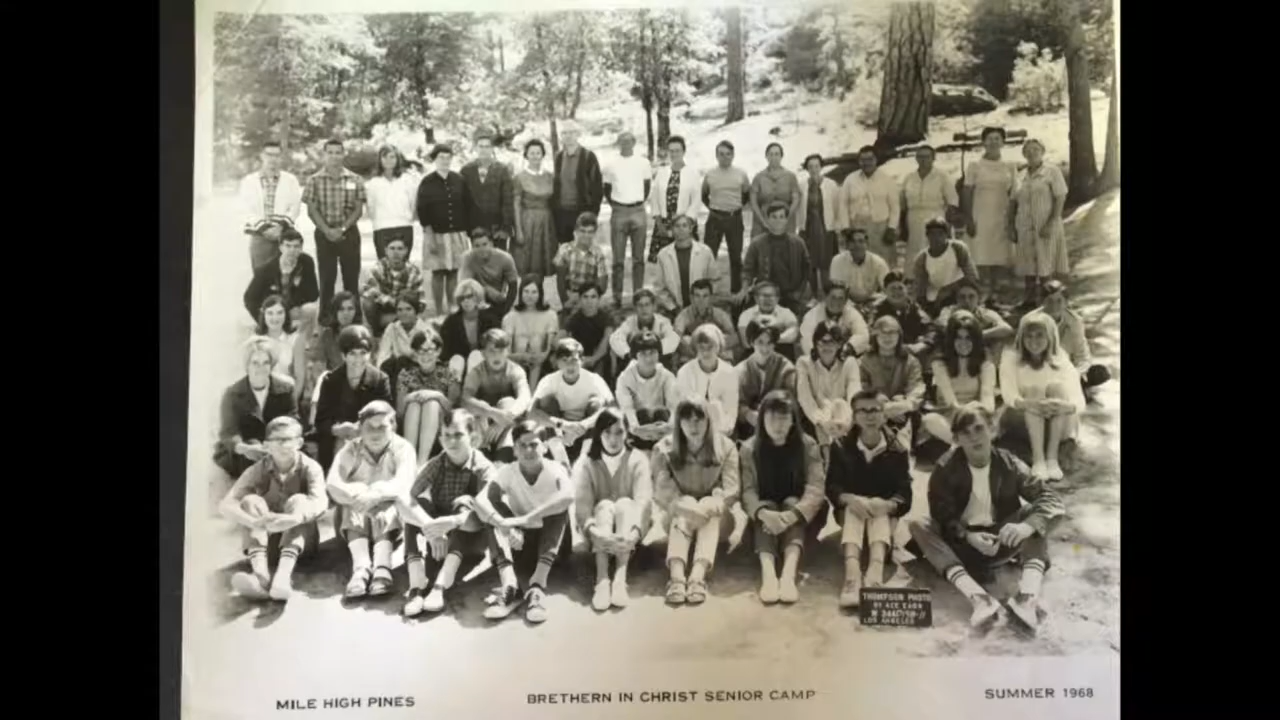 THOMPSON PHOTO
LOS ANGELES
MILE HIGH PINES
BRETHERN IN CHRIST SENIOR CAMP
SUMMER 1968